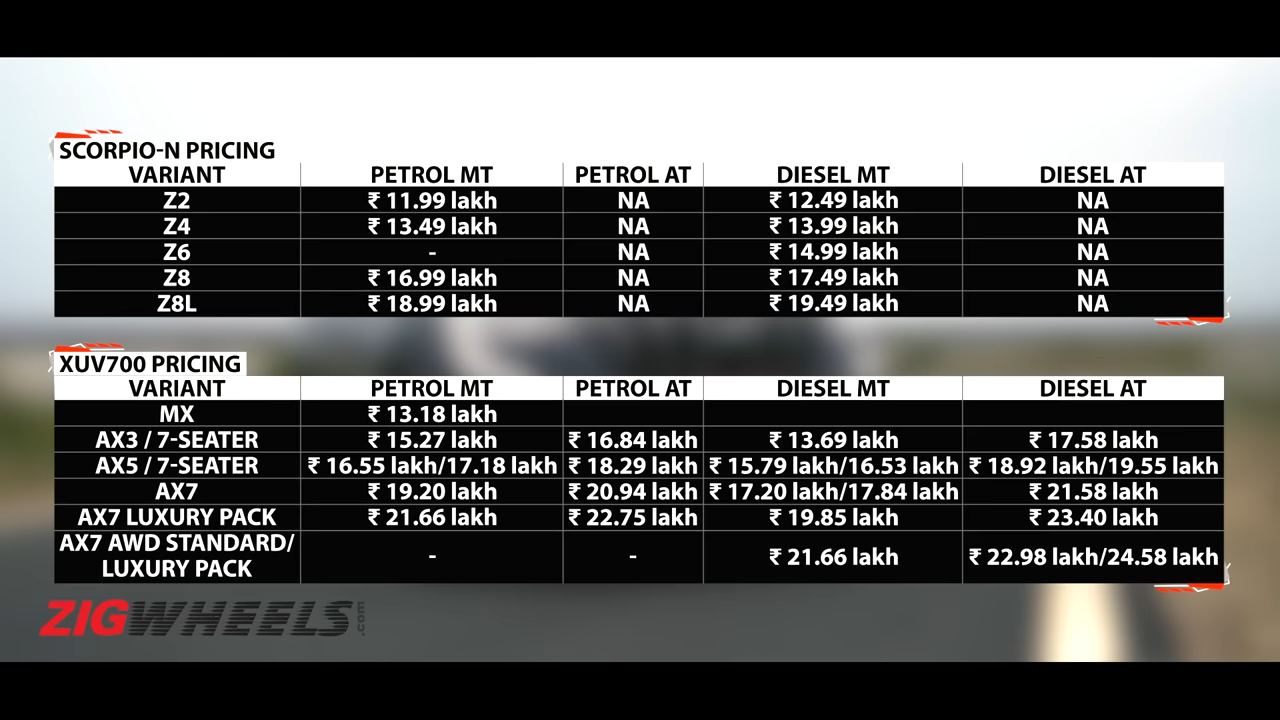 SCORPIO-N PRICING
VARIANT PETROL MT PETROL AT DIESEL MT DIESEL AT
Z2 ₹ 11.99 lakh NA ₹ 12.49 lakh NA
Z4 ₹ 13.49 lakh NA ₹ 13.99 lakh NA
Z6 - NA ₹ 14.99 lakh NA
Z8 ₹ 16.99 lakh NA ₹ 17.49 lakh NA
Z8L ₹ 18.99 lakh NA ₹ 19.49 lakh NA
XUV700 PRICING
VARIANT PETROL MT PETROL AT DIESEL MT DIESEL AT
MX ₹ 13.18 lakh
AX3 / 7-SEATER ₹ 15.27 lakh ₹ 16.84 lakh ₹ 13.69 lakh ₹ 17.58 lakh
AX5 / 7-SEATER ₹ 16.55 lakh/17.18 lakh ₹ 18.29 lakh ₹ 15.79 lakh/16.53 lakh ₹ 18.92 lakh/19.55 lakh
AX7 ₹ 19.20 lakh ₹ 20.94 lakh ₹ 17.20 lakh/17.84 lakh ₹ 21.58 lakh
AX7 LUXURY PACK ₹ 21.66 lakh ₹ 22.75 lakh ₹ 19.85 lakh ₹ 23.40 lakh
AX7 AWD STANDARD/
LUXURY PACK - - ₹ 21.66 lakh ₹ 22.98 lakh/24.58 lakh
ZIGWHEELS.com